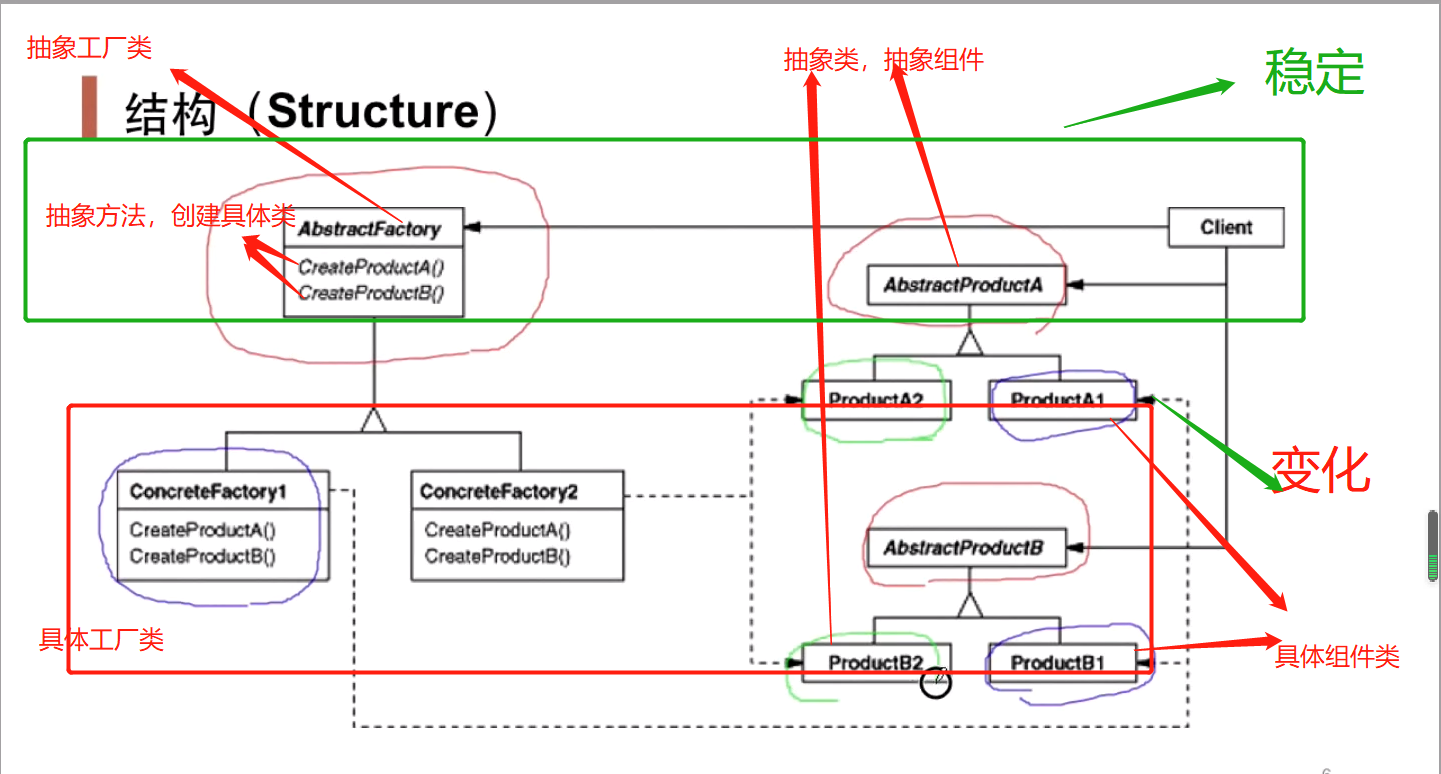 抽象工厂类
抽象类，抽象组件
稳定
结构（Structure）
抽象方法，创建具体类
AbstractFactory
CreateProductA()
CreateProductB()
Client
AbstractProductA
ProductA2
ProductA1
变化
ConcreteFactory1
CreateProductA()
CreateProductB()
ConcreteFactory2
CreateProductA()
CreateProductB()
AbstractProductB
具体工厂类
ProductB2
ProductB1
具体组件类